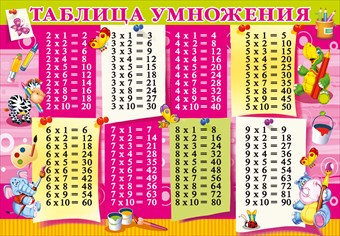 ТАБЛИЦА УМНОЖЕНИЯ
2 x 1 = 2
2 x 2 = 4
2 x 3 = 6
2 x 4 = 8
2 x 5 = 10
2 x 6 = 12
2 x 7 = 14
2 x 8 = 16
2 x 9 = 18
2 x 10 = 20
3 x 1 = 3
3 x 2 = 6
3 x 3 = 9
3 x 4 = 12
3 x 5 = 15
3 x 6 = 18
3 x 7 = 21
3 x 8 = 24
3 x 9 = 27
3 x 10 = 30
4 x 1 = 4
4 x 2 = 8
4 x 3 = 12
4 x 4 = 16
4 x 5 = 20
4 x 6 = 24
4 x 7 = 28
4 x 8 = 32
4 x 9 = 36
4 x 10 = 40
5 x 1 = 5
5 x 2 = 10
5 x 3 = 15
5 x 4 = 20
5 x 5 = 25
5 x 6 = 30
5 x 7 = 35
5 x 8 = 40
5 x 9 = 45
5 x 10 = 50
6 x 1 = 6
6 x 2 = 12
6 x 3 = 18
6 x 4 = 24
6 x 5 = 30
6 x 6 = 36
6 x 7 = 42
6 x 8 = 48
6 x 9 = 54
6 x 10 = 60
7 x 1 = 7
7 x 2 = 14
7 x 3 = 21
7 x 4 = 28
7 x 5 = 35
7 x 6 = 42
7 x 7 = 49
7 x 8 = 56
7 x 9 = 63
7 x 10 = 70
8 x 1 = 8
8 x 2 = 16
8 x 3 = 24
8 x 4 = 32
8 x 5 = 40
8 x 6 = 48
8 x 7 = 56
8 x 8 = 64
8 x 9 = 72
8 x 10 = 80
9 x 1 = 9
9 x 2 = 18
9 x 3 = 27
9 x 4 = 36
9 x 5 = 45
9 x 6 = 54
9 x 7 = 63
9 x 8 = 72
9 x 9 = 81
9 x 10 = 90